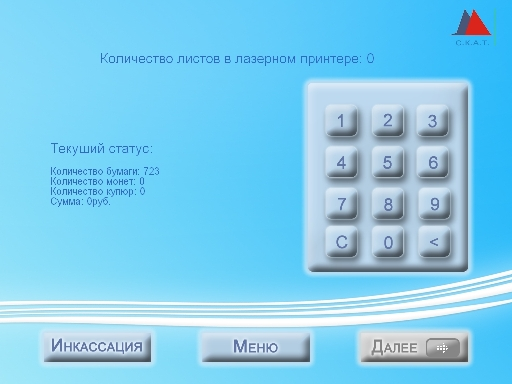 С.К.А.Т.
Количество листов в лазерном принтере: 0
1 2 3
Текуший статус:
4 5 6
Количество бумаги: 723
Количество монет: 0
Количество купюр: 0
Сумма: 0руб.
7 8 9
С 0 <
Инкассация Меню Далее